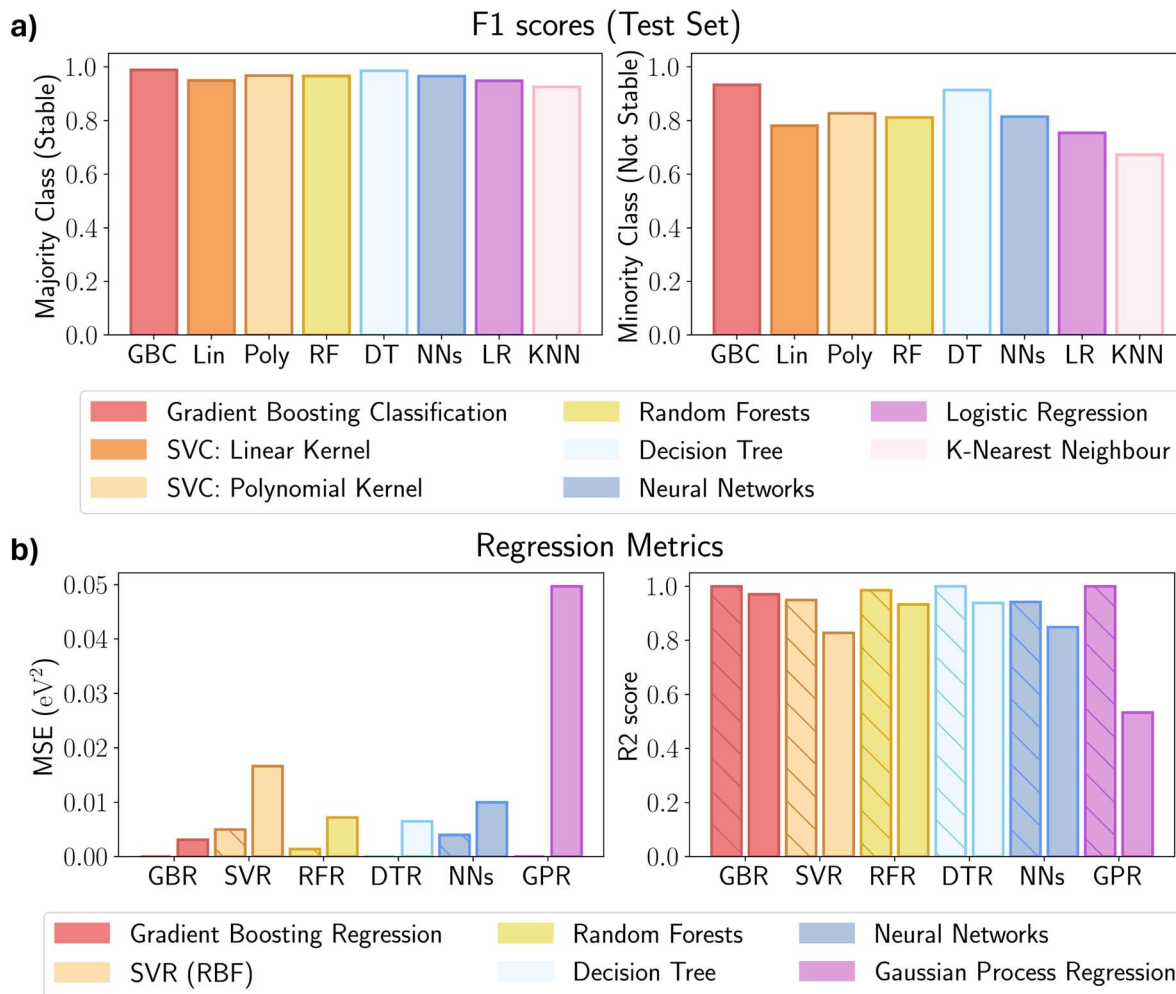 a)
F1 scores (Test Set)
Majority Class (Stable)
1.0
0.8
0.6
0.4
0.2
0.0
GBC Lin Poly RF DT NNs LR KNN
Minority Class (Not Stable)
1.0
0.8
0.6
0.4
0.2
0.0
GBC Lin Poly RF DT NNs LR KNN
Gradient Boosting Classification
SVC: Linear Kernel
SVC: Polynomial Kernel
Random Forests
Decision Tree
Neural Networks
Logistic Regression
K-Nearest Neighbour
b)
Regression Metrics
MSE (eV²)
0.05
0.04
0.03
0.02
0.01
0.00
GBR SVR RFR DTR NNs GPR
R2 score
1.0
0.8
0.6
0.4
0.2
0.0
GBR SVR RFR DTR NNs GPR
Gradient Boosting Regression
SVR (RBF)
Random Forests
Decision Tree
Neural Networks
Gaussian Process Regression